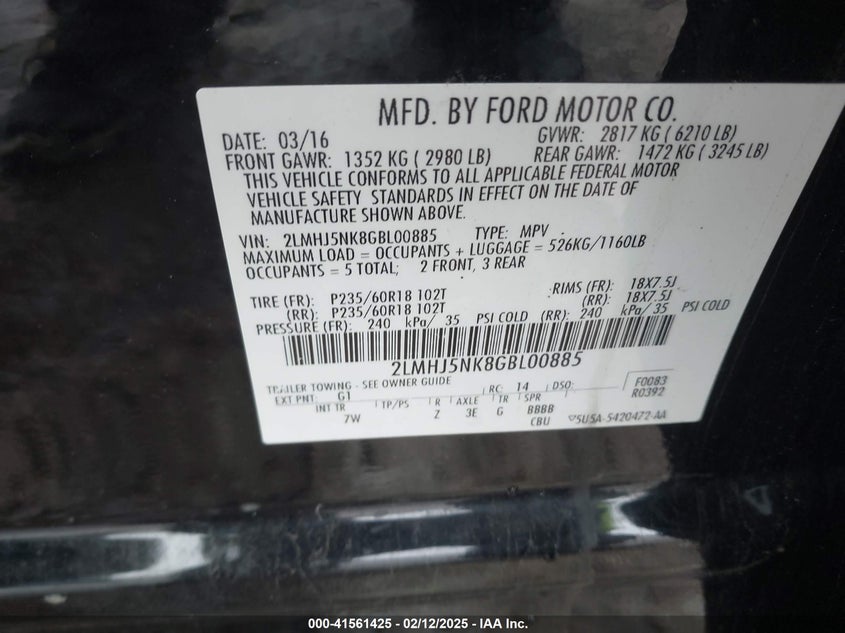 MFD. BY FORD MOTOR CO.
DATE: 03/16 GVWR: 2817 KG ( 6210 LB)
FRONT GAWR: 1352 KG ( 2980 LB) REAR GAWR: 1472 KG ( 3245 LB)
THIS VEHICLE CONFORMS TO ALL APPLICABLE FEDERAL MOTOR
VEHICLE SAFETY STANDARDS IN EFFECT ON THE DATE OF
MANUFACTURE SHOWN ABOVE.
VIN: 2LMHJ5NK8GBL00885 TYPE: MPV
MAXIMUM LOAD = OCCUPANTS + LUGGAGE = 526KG/1160LB
OCCUPANTS = 5 TOTAL; 2 FRONT, 3 REAR
TIRE (FR): P235/60R18 102T RIMS (FR): 18X7.5J
(RR): P235/60R18 102T (RR): 18X7.5J
PRESSURE (FR): 240 kPa/ 35 PSI COLD (RR): 240 kPa/ 35 PSI COLD
2LMHJ5NK8GBL00885
TRAILER TOWING - SEE OWNER GUIDE RC: 14 DSO: F0083
EXT PNT: G1 R0392
INT TR TP/PS R AXLE TR SPR
7W Z 3E G BBBB
CBU 5U5A-5420472-AA
000-41561425 - 02/12/2025 - IAA Inc.